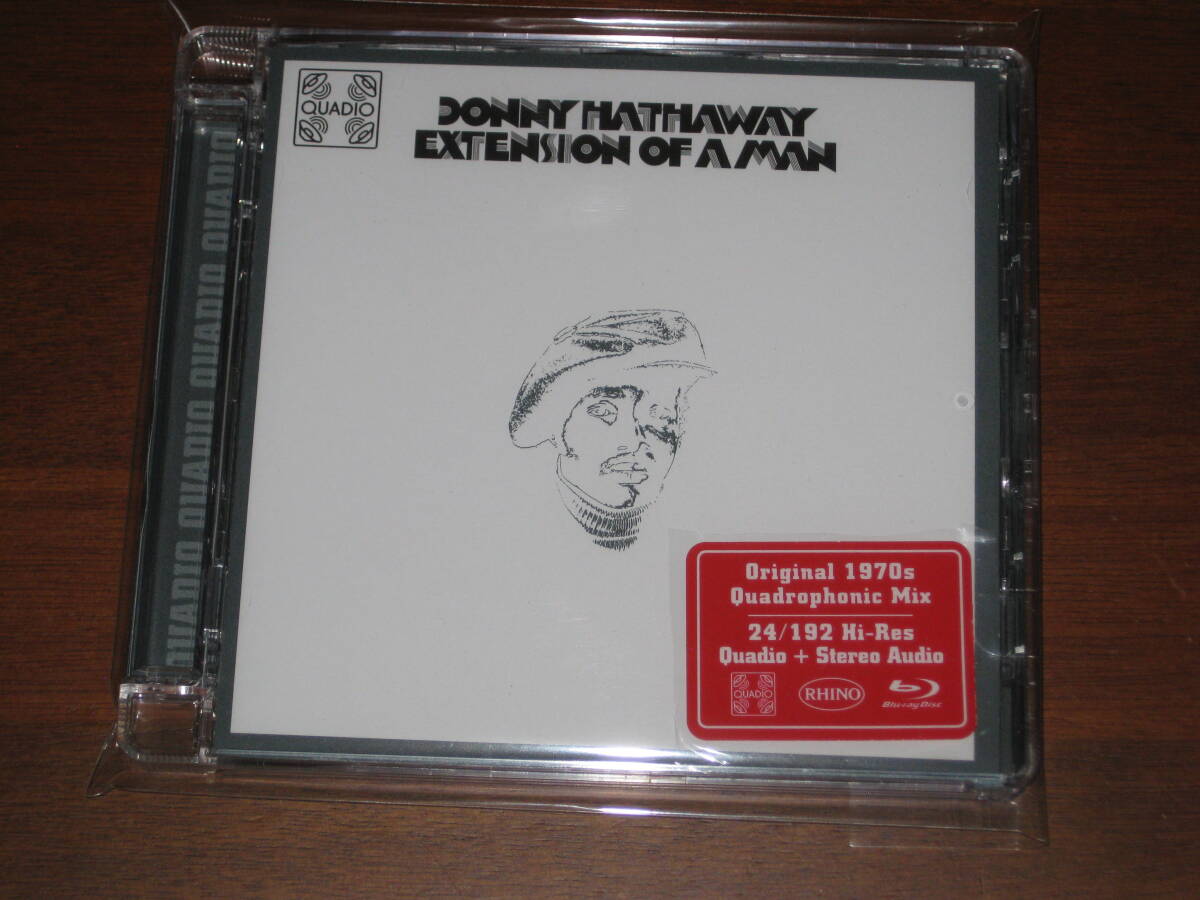 QUADIO
DONNY HATHAWAY
EXTENSION OF A MAN
QUADIO QUADIO QUADIO QUADIO
Original 1970s
Quadrophonic Mix
24/192 Hi-Res
Quadio + Stereo Audio
QUADIO
RHINO
Blu-ray Disc